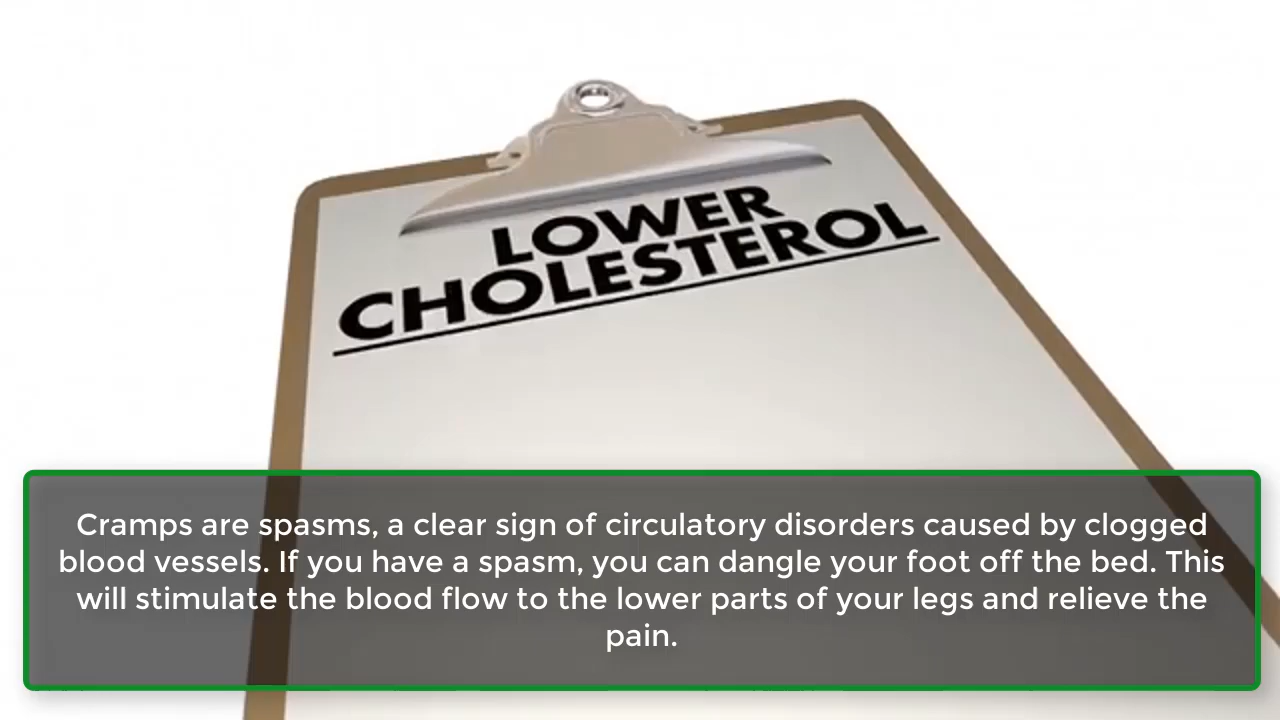 LOWER
CHOLESTEROL
Cramps are spasms, a clear sign of circulatory disorders caused by clogged
blood vessels. If you have a spasm, you can dangle your foot off the bed. This
will stimulate the blood flow to the lower parts of your legs and relieve the
pain.